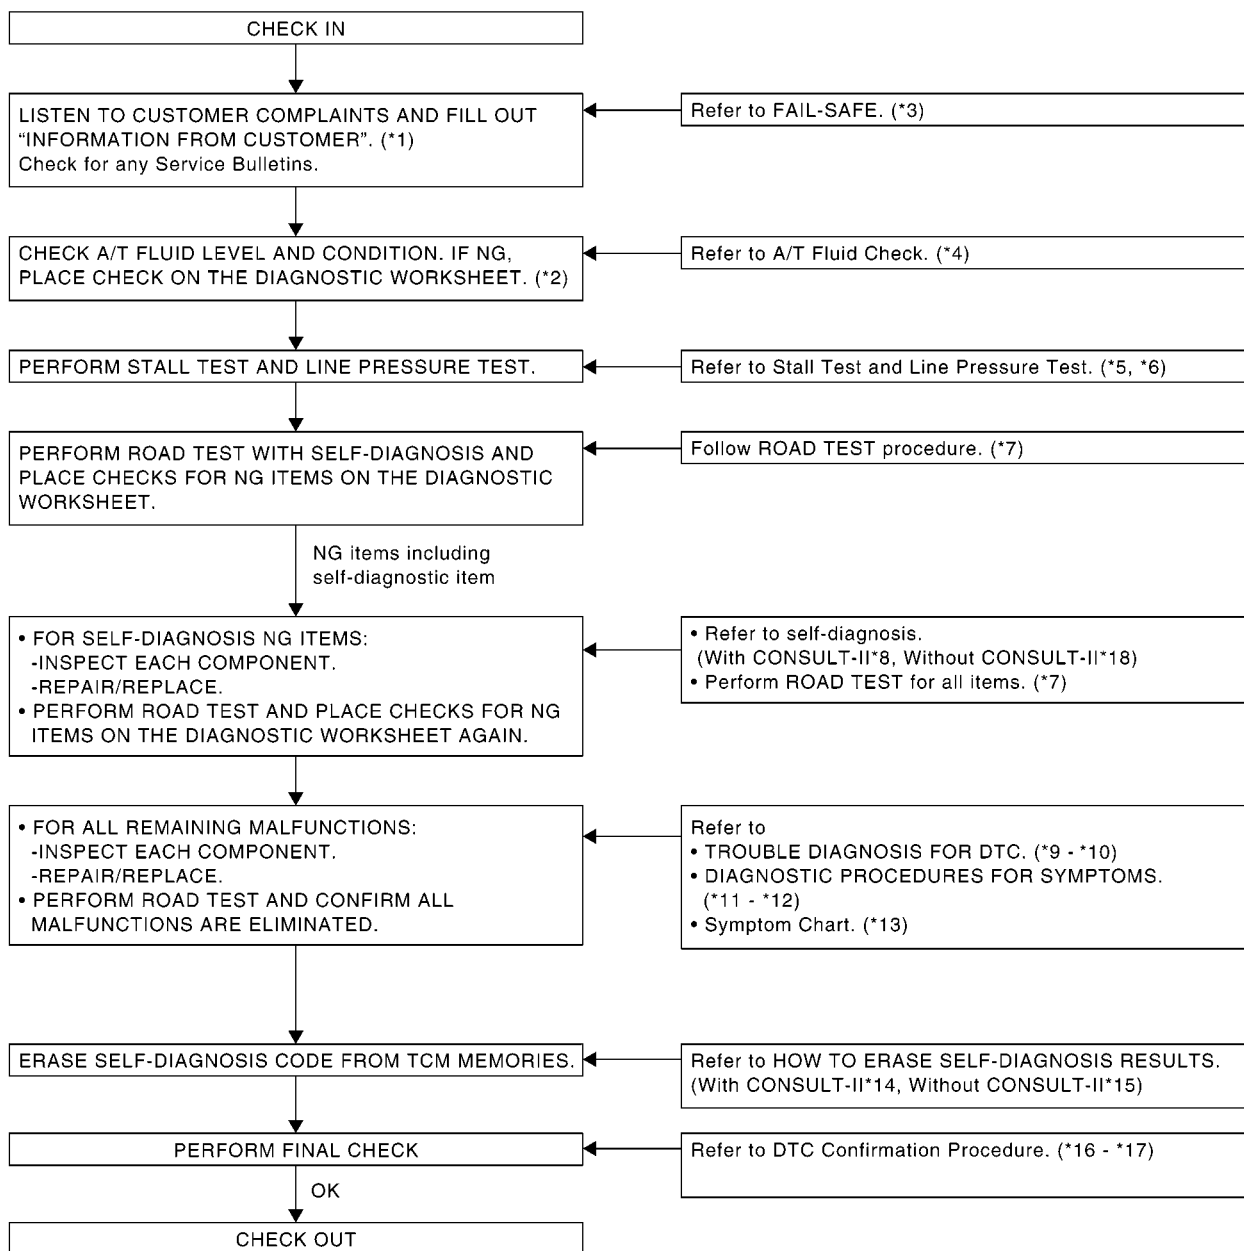 CHECK IN
LISTEN TO CUSTOMER COMPLAINTS AND FILL OUT
“INFORMATION FROM CUSTOMER”. (*1)
Check for any Service Bulletins.
Refer to FAIL-SAFE. (*3)
CHECK A/T FLUID LEVEL AND CONDITION. IF NG,
PLACE CHECK ON THE DIAGNOSTIC WORKSHEET. (*2)
Refer to A/T Fluid Check. (*4)
PERFORM STALL TEST AND LINE PRESSURE TEST.
Refer to Stall Test and Line Pressure Test. (*5, *6)
PERFORM ROAD TEST WITH SELF-DIAGNOSIS AND
PLACE CHECKS FOR NG ITEMS ON THE DIAGNOSTIC
WORKSHEET.
Follow ROAD TEST procedure. (*7)
NG items including
self-diagnostic item
• FOR SELF-DIAGNOSIS NG ITEMS:
-INSPECT EACH COMPONENT.
-REPAIR/REPLACE.
• PERFORM ROAD TEST AND PLACE CHECKS FOR NG
ITEMS ON THE DIAGNOSTIC WORKSHEET AGAIN.
• Refer to self-diagnosis.
(With CONSULT-II*8, Without CONSULT-II*18)
• Perform ROAD TEST for all items. (*7)
• FOR ALL REMAINING MALFUNCTIONS:
-INSPECT EACH COMPONENT.
-REPAIR/REPLACE.
• PERFORM ROAD TEST AND CONFIRM ALL
MALFUNCTIONS ARE ELIMINATED.
Refer to
• TROUBLE DIAGNOSIS FOR DTC. (*9 - *10)
• DIAGNOSTIC PROCEDURES FOR SYMPTOMS.
(*11 - *12)
• Symptom Chart. (*13)
ERASE SELF-DIAGNOSIS CODE FROM TCM MEMORIES.
Refer to HOW TO ERASE SELF-DIAGNOSIS RESULTS.
(With CONSULT-II*14, Without CONSULT-II*15)
PERFORM FINAL CHECK
Refer to DTC Confirmation Procedure. (*16 - *17)
OK
CHECK OUT